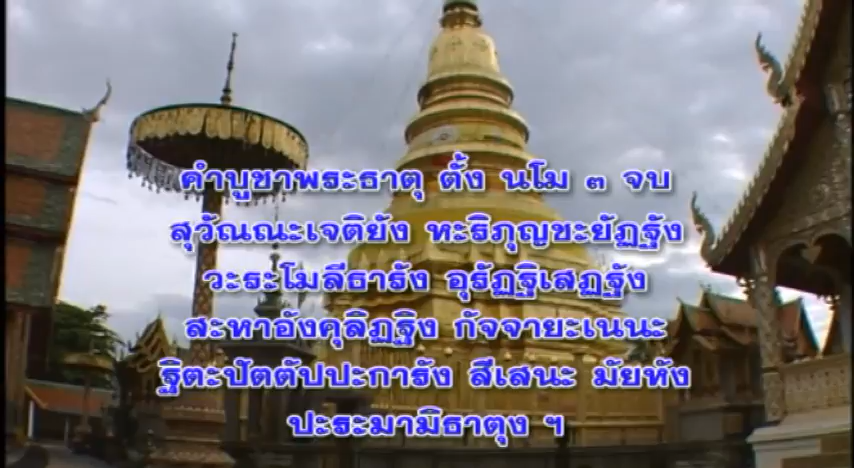 คำบูชาพระธาตุ ตั้ง นโม ๓ จบ
สุวัณณะเจติยัง หะริภุญชะยัฏฐัง
วะระโมลีธารัง อุรัฏฐิเสฏฐัง
สะหาอังคุลิฏฐิง กัจจายะเนนะ
ฐิตะปัตตัปปะการัง สีเสนะ มัยหัง
ปะระมามิธาตุง ฯ